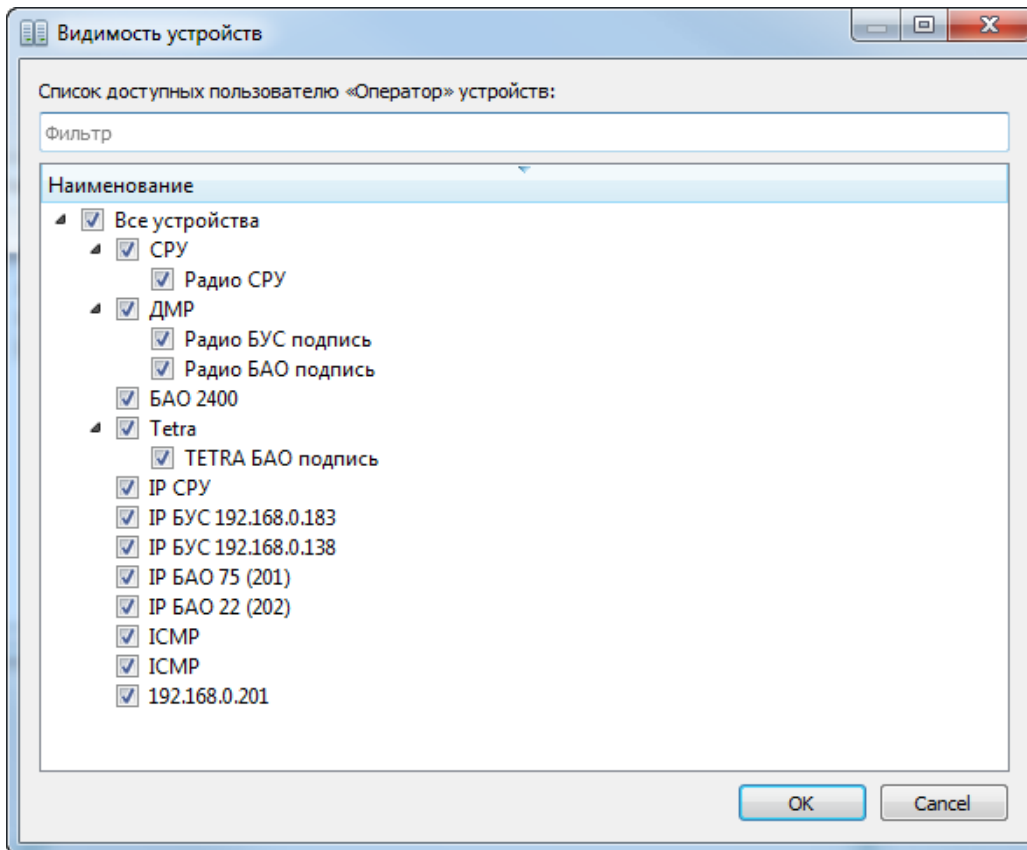 Видимость устройств
Список доступных пользователю «Оператор» устройств:
Фильтр
Наименование
Все устройства
СРУ
Радио СРУ
ДМР
Радио БУС подпись
Радио БАО подпись
БАО 2400
Tetra
TETRA БАО подпись
IP СРУ
IP БУС 192.168.0.183
IP БУС 192.168.0.138
IP БАО 75 (201)
IP БАО 22 (202)
ICMP
ICMP
192.168.0.201
OK Cancel